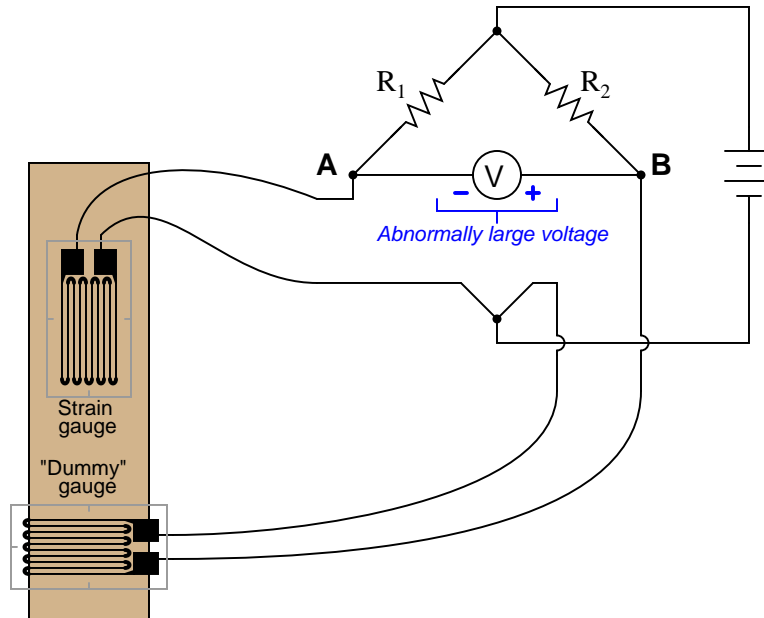 R1
R2
A
V
B
- +
Abnormally large voltage
Strain
gauge
"Dummy"
gauge